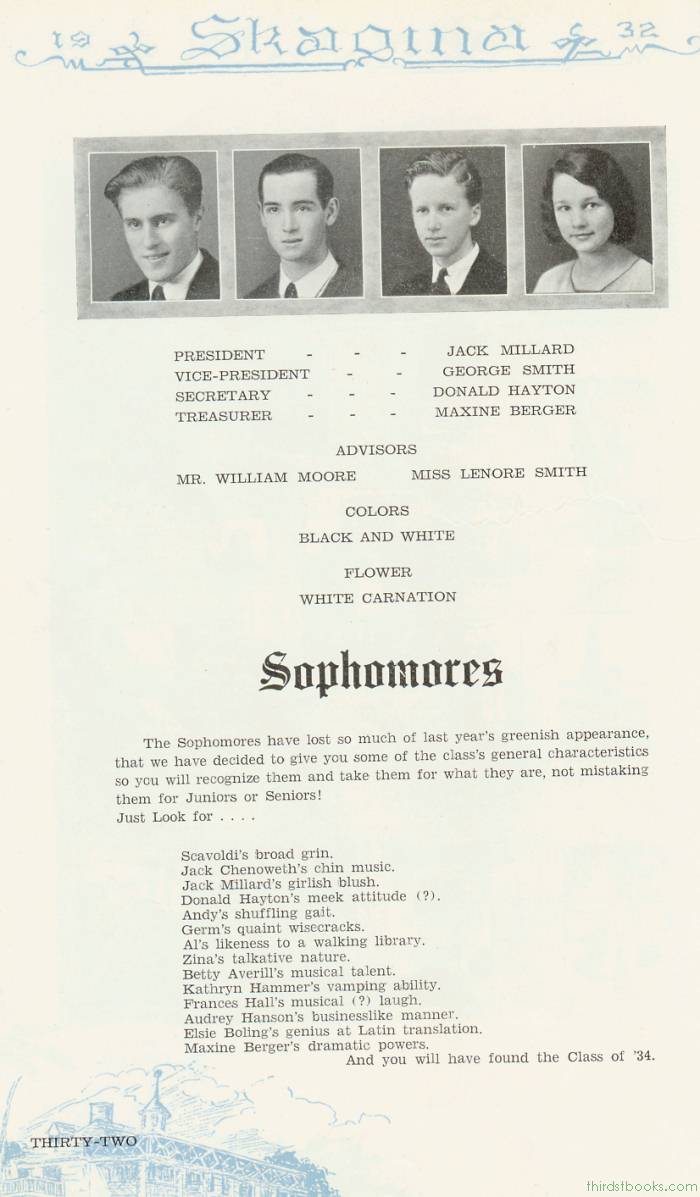 19 Skagina 32
PRESIDENT - - - JACK MILLARD
VICE-PRESIDENT - - GEORGE SMITH
SECRETARY - - - DONALD HAYTON
TREASURER - - - MAXINE BERGER
ADVISORS
MR. WILLIAM MOORE MISS LENORE SMITH
COLORS
BLACK AND WHITE
FLOWER
WHITE CARNATION
Sophomores
The Sophomores have lost so much of last year's greenish appearance,
that we have decided to give you some of the class's general characteristics
so you will recognize them and take them for what they are, not mistaking
them for Juniors or Seniors!
Just Look for . . . .
Scavoldi's broad grin.
Jack Chenoweth's chin music.
Jack Millard's girlish blush.
Donald Hayton's meek attitude (?).
Andy's shuffling gait.
Germ's quaint wisecracks.
Al's likeness to a walking library.
Zina's talkative nature.
Betty Averill's musical talent.
Kathryn Hammer's vamping ability.
Frances Hall's musical (?) laugh.
Audrey Hanson's businesslike manner.
Elsie Boling's genius at Latin translation.
Maxine Berger's dramatic powers.
And you will have found the Class of '34.
THIRTY-TWO
thirdstbooks.com